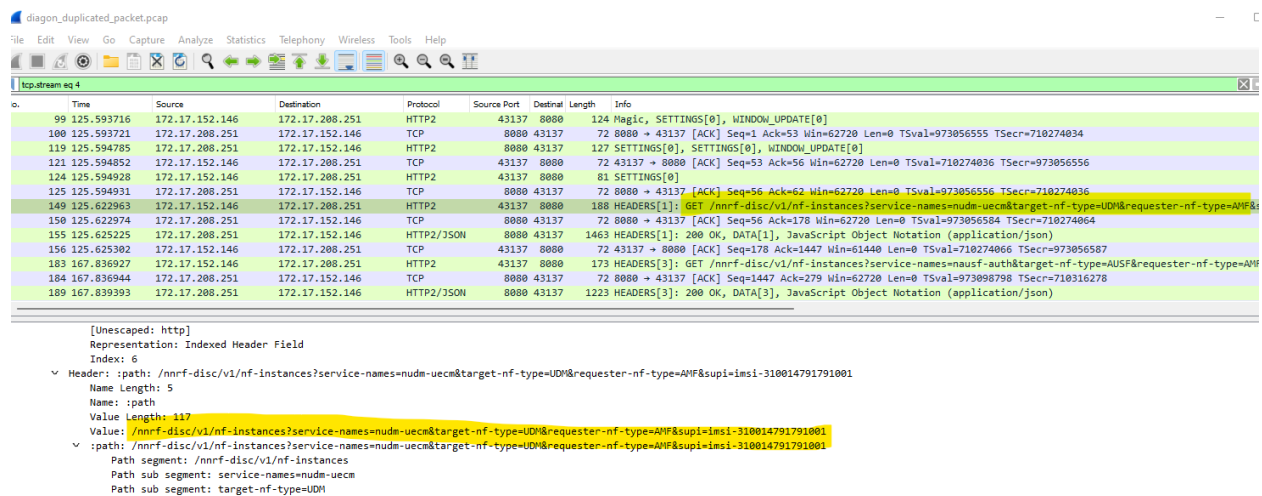 diagon_duplicated_packet.pcap
File Edit View Go Capture Analyze Statistics Telephony Wireless Tools Help
tcp.stream eq 4
Time Source Destination Protocol Source Port Destinat Length Info
99 125.593716 172.17.152.146 172.17.208.251 HTTP2 43137 8080 124 Magic, SETTINGS[0], WINDOW_UPDATE[0]
100 125.593721 172.17.208.251 172.17.152.146 TCP 8080 43137 72 8080 → 43137 [ACK] Seq=1 Ack=53 Win=62720 Len=0 TSval=973056555 TSecr=710274034
119 125.594785 172.17.208.251 172.17.152.146 HTTP2 8080 43137 127 SETTINGS[0], SETTINGS[0], WINDOW_UPDATE[0]
121 125.594852 172.17.152.146 172.17.208.251 TCP 43137 8080 72 43137 → 8080 [ACK] Seq=53 Ack=56 Win=62720 Len=0 TSval=710274036 TSecr=973056556
124 125.594928 172.17.152.146 172.17.208.251 HTTP2 43137 8080 81 SETTINGS[0]
125 125.594931 172.17.208.251 172.17.152.146 TCP 8080 43137 72 8080 → 43137 [ACK] Seq=56 Ack=62 Win=62720 Len=0 TSval=973056556 TSecr=710274036
149 125.622963 172.17.152.146 172.17.208.251 HTTP2 43137 8080 188 HEADERS[1]: GET /nnrf-disc/v1/nf-instances?service-names=nudm-uecm&target-nf-type=UDM&requester-nf-type=AMF&s
150 125.622974 172.17.208.251 172.17.152.146 TCP 8080 43137 72 8080 → 43137 [ACK] Seq=56 Ack=178 Win=62720 Len=0 TSval=973056584 TSecr=710274064
155 125.625225 172.17.208.251 172.17.152.146 HTTP2/JSON 8080 43137 1463 HEADERS[1]: 200 OK, DATA[1], JavaScript Object Notation (application/json)
156 125.625302 172.17.152.146 172.17.208.251 TCP 43137 8080 72 43137 → 8080 [ACK] Seq=178 Ack=1447 Win=61440 Len=0 TSval=710274066 TSecr=973056587
183 167.836927 172.17.152.146 172.17.208.251 HTTP2 43137 8080 173 HEADERS[3]: GET /nnrf-disc/v1/nf-instances?service-names=nausf-auth&target-nf-type=AUSF&requester-nf-type=AMF
184 167.836944 172.17.208.251 172.17.152.146 TCP 8080 43137 72 8080 → 43137 [ACK] Seq=1447 Ack=279 Win=62720 Len=0 TSval=973098798 TSecr=710316278
189 167.839393 172.17.208.251 172.17.152.146 HTTP2/JSON 8080 43137 1223 HEADERS[3]: 200 OK, DATA[3], JavaScript Object Notation (application/json)
[Unescaped: http]
Representation: Indexed Header Field
Index: 6
Header: :path: /nnrf-disc/v1/nf-instances?service-names=nudm-uecm&target-nf-type=UDM&requester-nf-type=AMF&supi=imsi-310014791791001
Name Length: 5
Name: :path
Value Length: 117
Value: /nnrf-disc/v1/nf-instances?service-names=nudm-uecm&target-nf-type=UDM&requester-nf-type=AMF&supi=imsi-310014791791001
:path: /nnrf-disc/v1/nf-instances?service-names=nudm-uecm&target-nf-type=UDM&requester-nf-type=AMF&supi=imsi-310014791791001
Path segment: /nnrf-disc/v1/nf-instances
Path sub segment: service-names=nudm-uecm
Path sub segment: target-nf-type=UDM